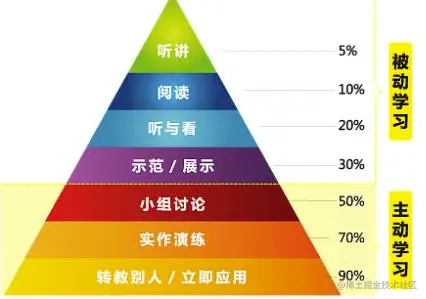 听讲 5%
阅读 10%
听与看 20%
示范 / 展示 30%
被动学习
小组讨论 50%
实作演练 70%
转教别人 / 立即应用 90%
主动学习
@稀土掘金技术社区